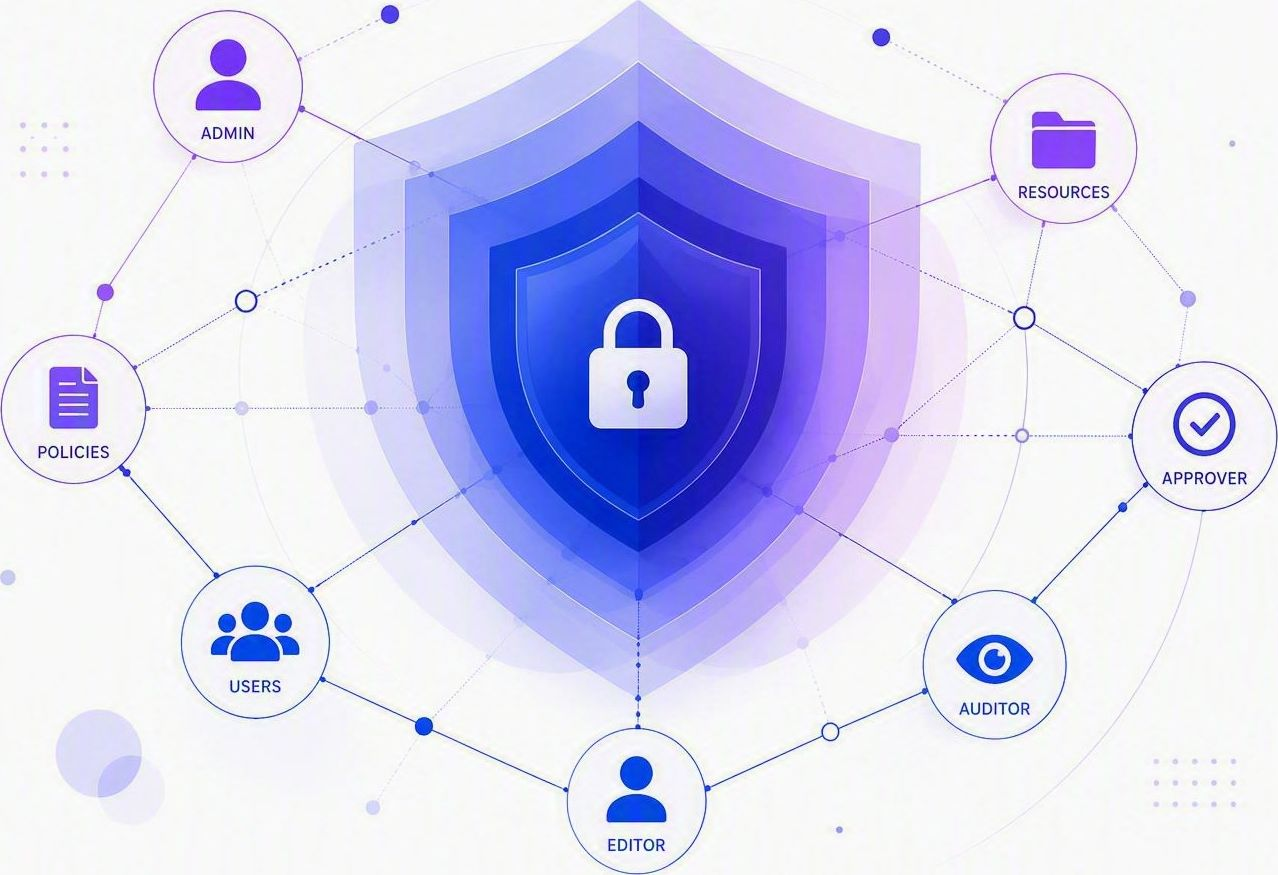 ADMIN
RESOURCES
POLICIES
APPROVER
USERS
AUDITOR
EDITOR